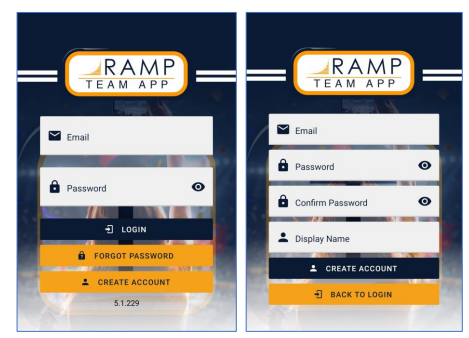 RAMP
TEAM APP
Email
Password
LOGIN
FORGOT PASSWORD
CREATE ACCOUNT
5.1.229
RAMP
TEAM APP
Email
Password
Confirm Password
Display Name
CREATE ACCOUNT
BACK TO LOGIN